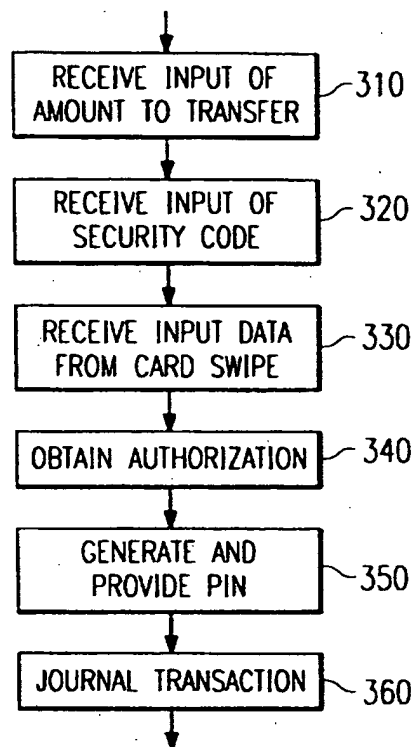 RECEIVE INPUT OF
AMOUNT TO TRANSFER
310
RECEIVE INPUT OF
SECURITY CODE
320
RECEIVE INPUT DATA
FROM CARD SWIPE
330
OBTAIN AUTHORIZATION
340
GENERATE AND
PROVIDE PIN
350
JOURNAL TRANSACTION
360